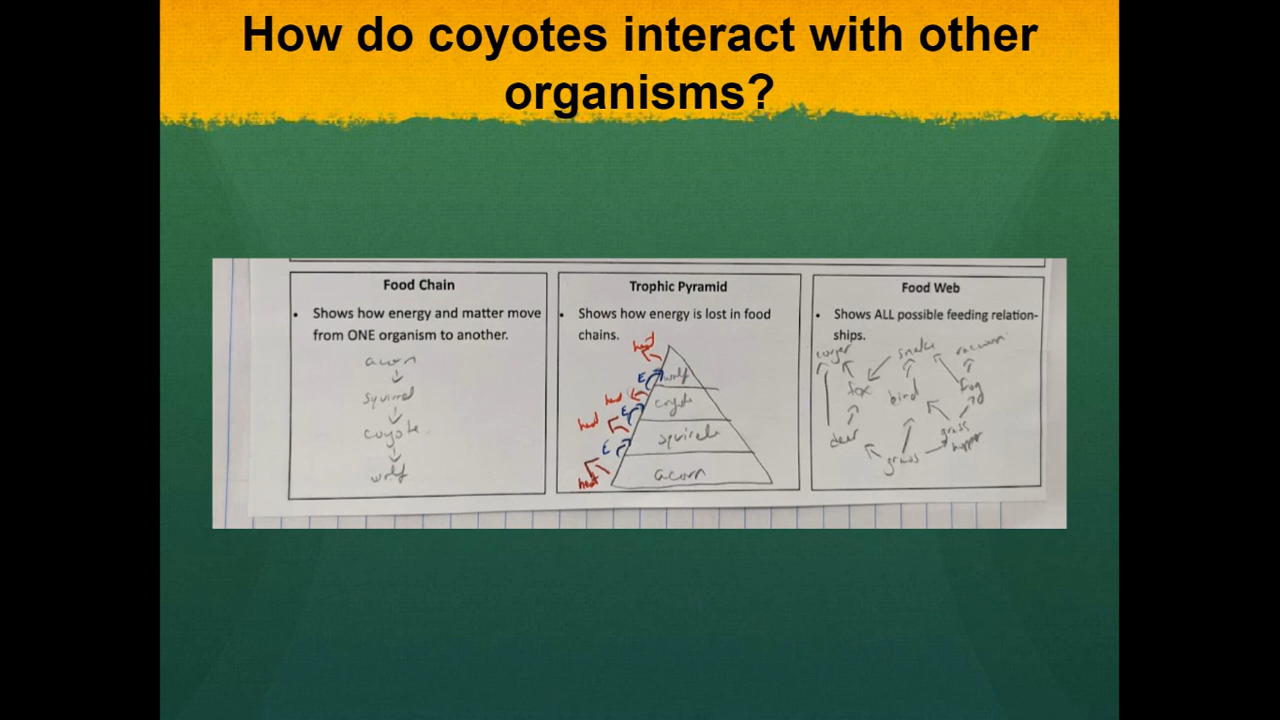 How do coyotes interact with other
organisms?
Food Chain
• Shows how energy and matter move
from ONE organism to another.
acorn
squirrel
coyote
wolf
Trophic Pyramid
• Shows how energy is lost in food
chains.
heat
E wolf
heat
E coyote
heat
squirrel
E
acorn
heat
Food Web
• Shows ALL possible feeding relation-
ships.
snake raccoon
fox bird frog
deer grass
hopper
grass